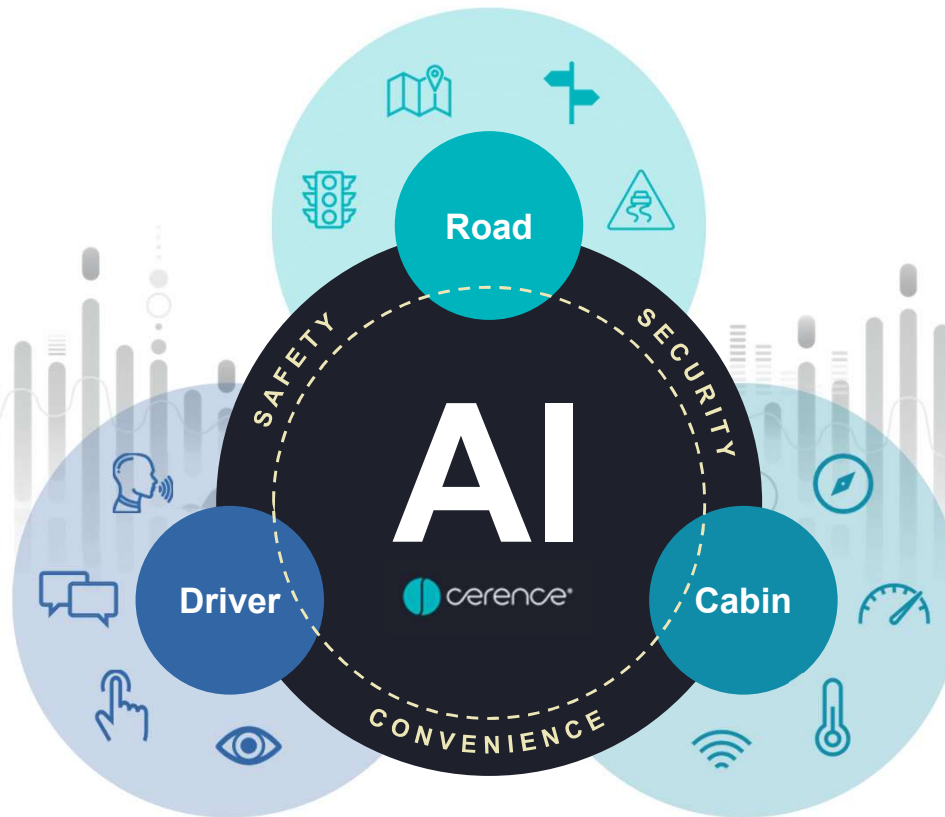 Road
SAFETY
SECURITY
AI
Driver
cerence
Cabin
CONVENIENCE